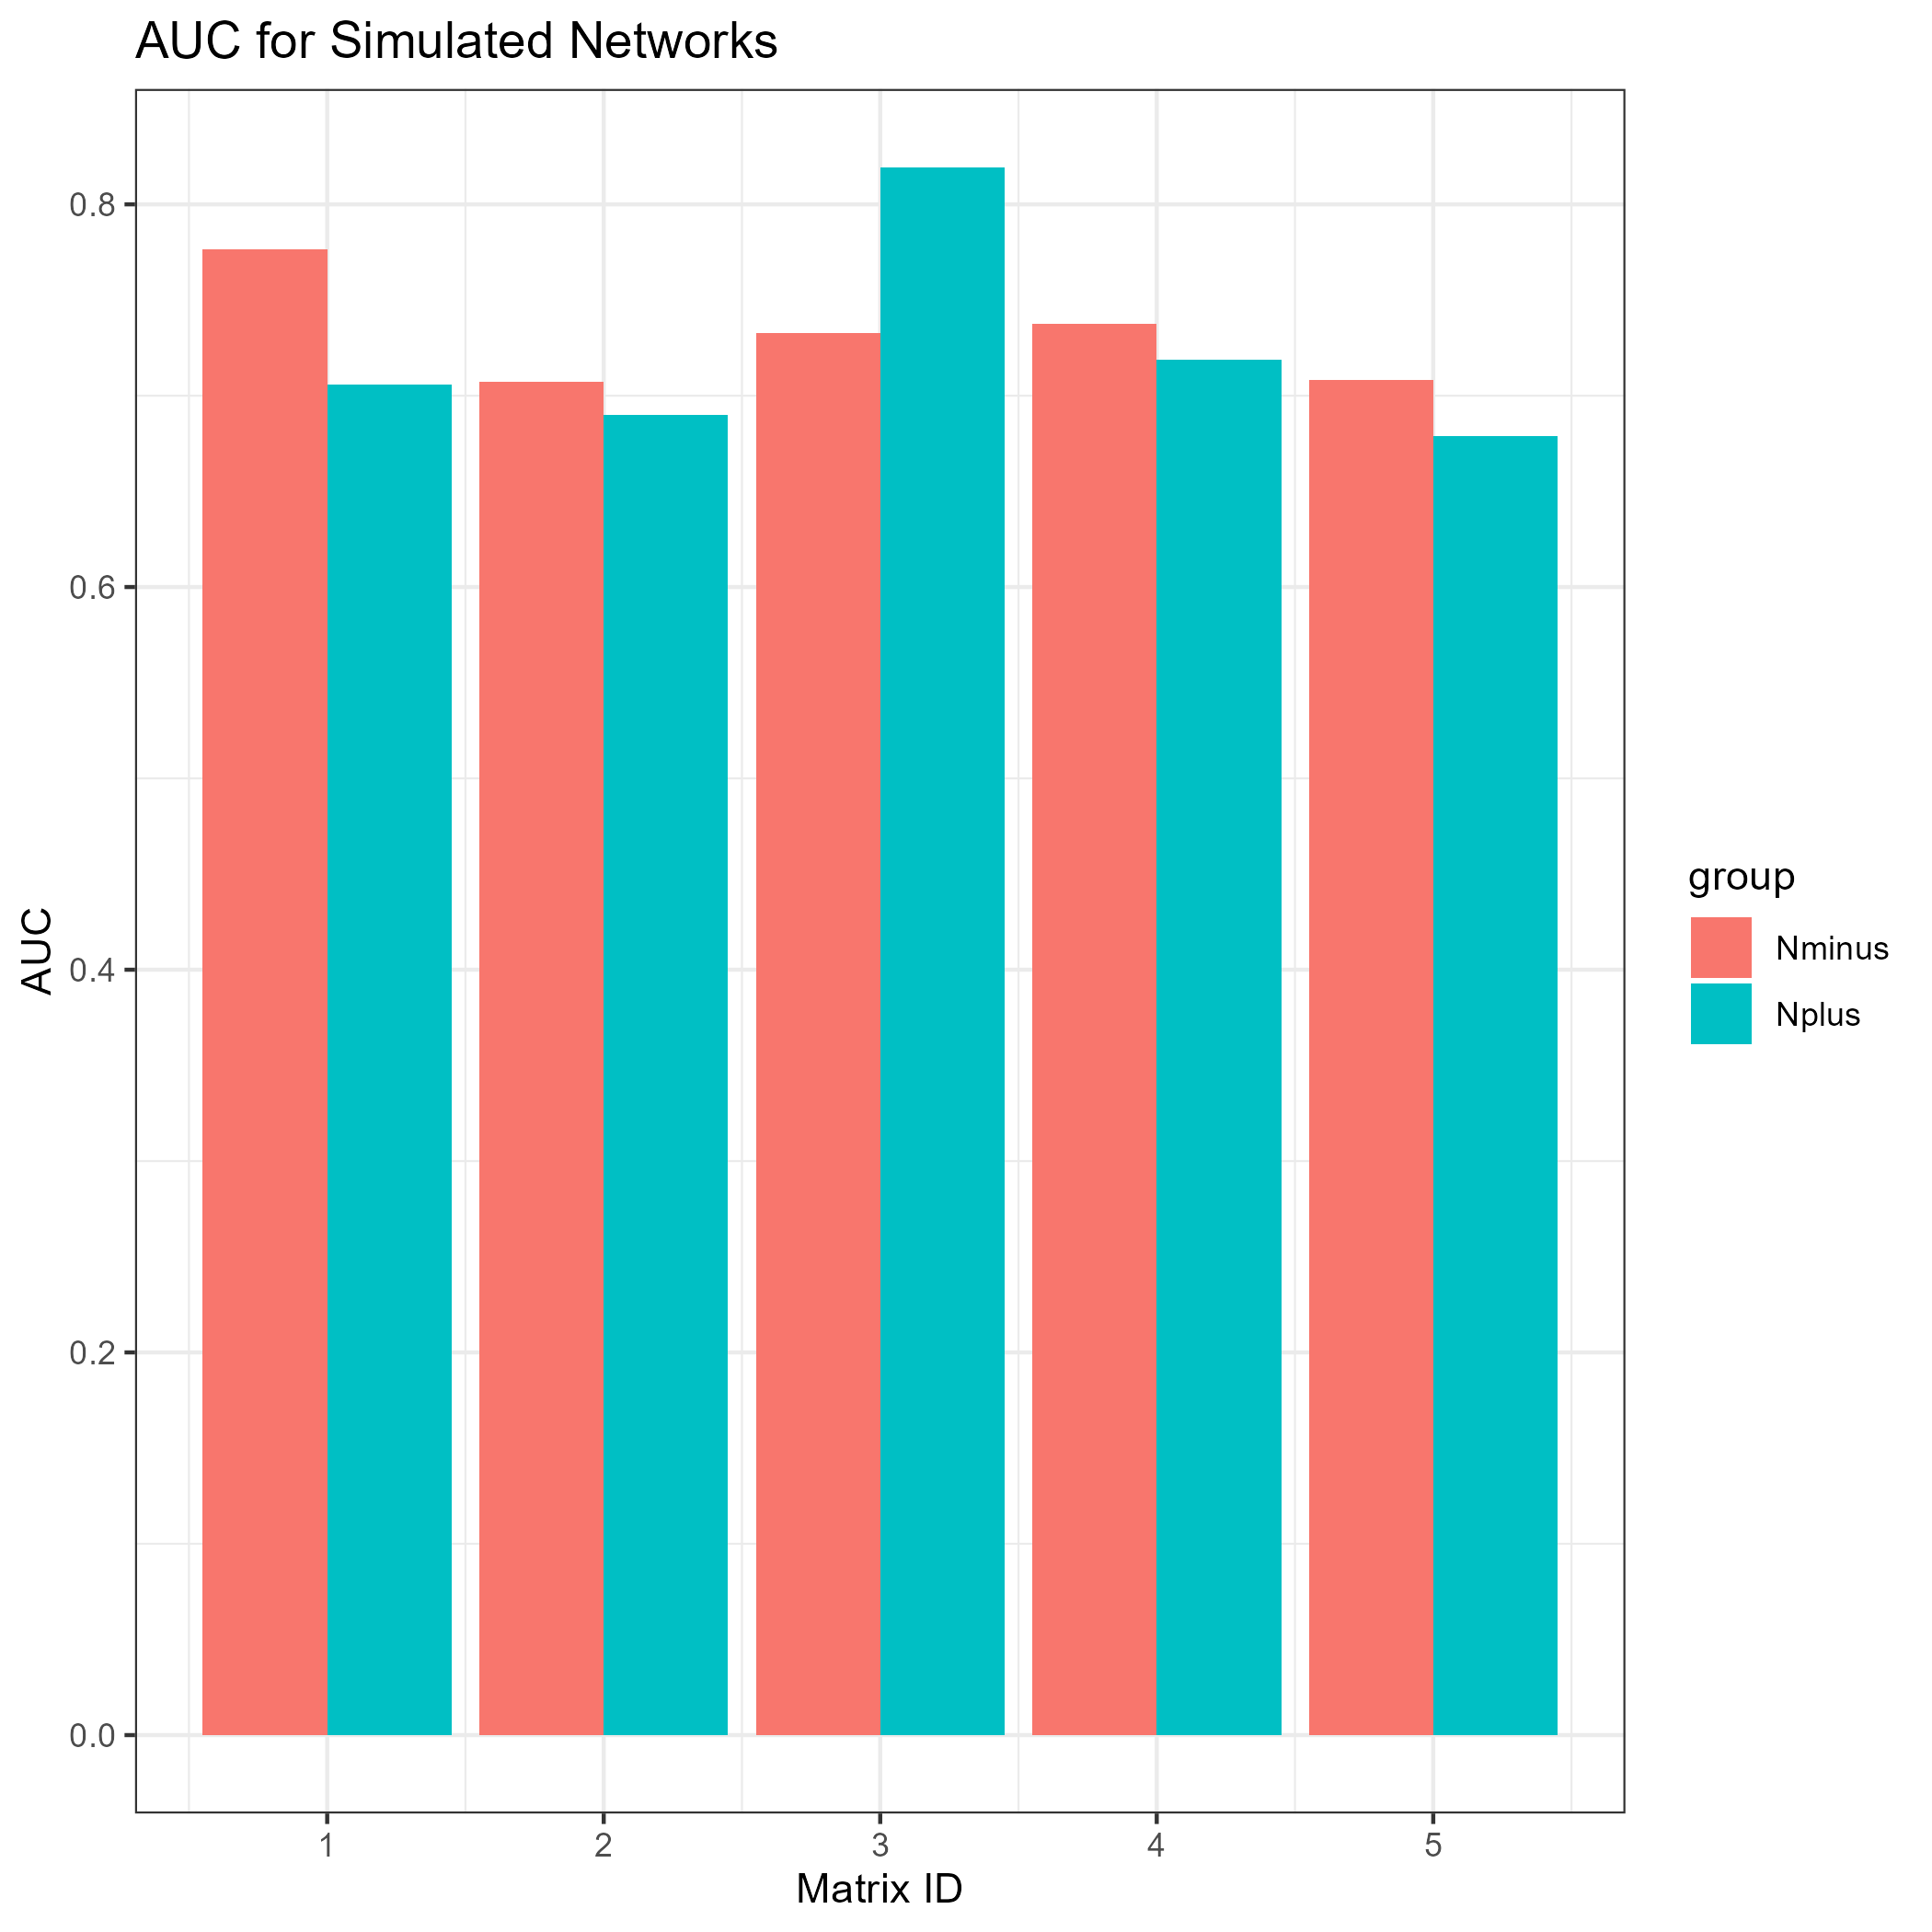 AUC for Simulated Networks
AUC
0.8
0.6
0.4
0.2
0.0
1 2 3 4 5
Matrix ID
group
Nminus
Nplus